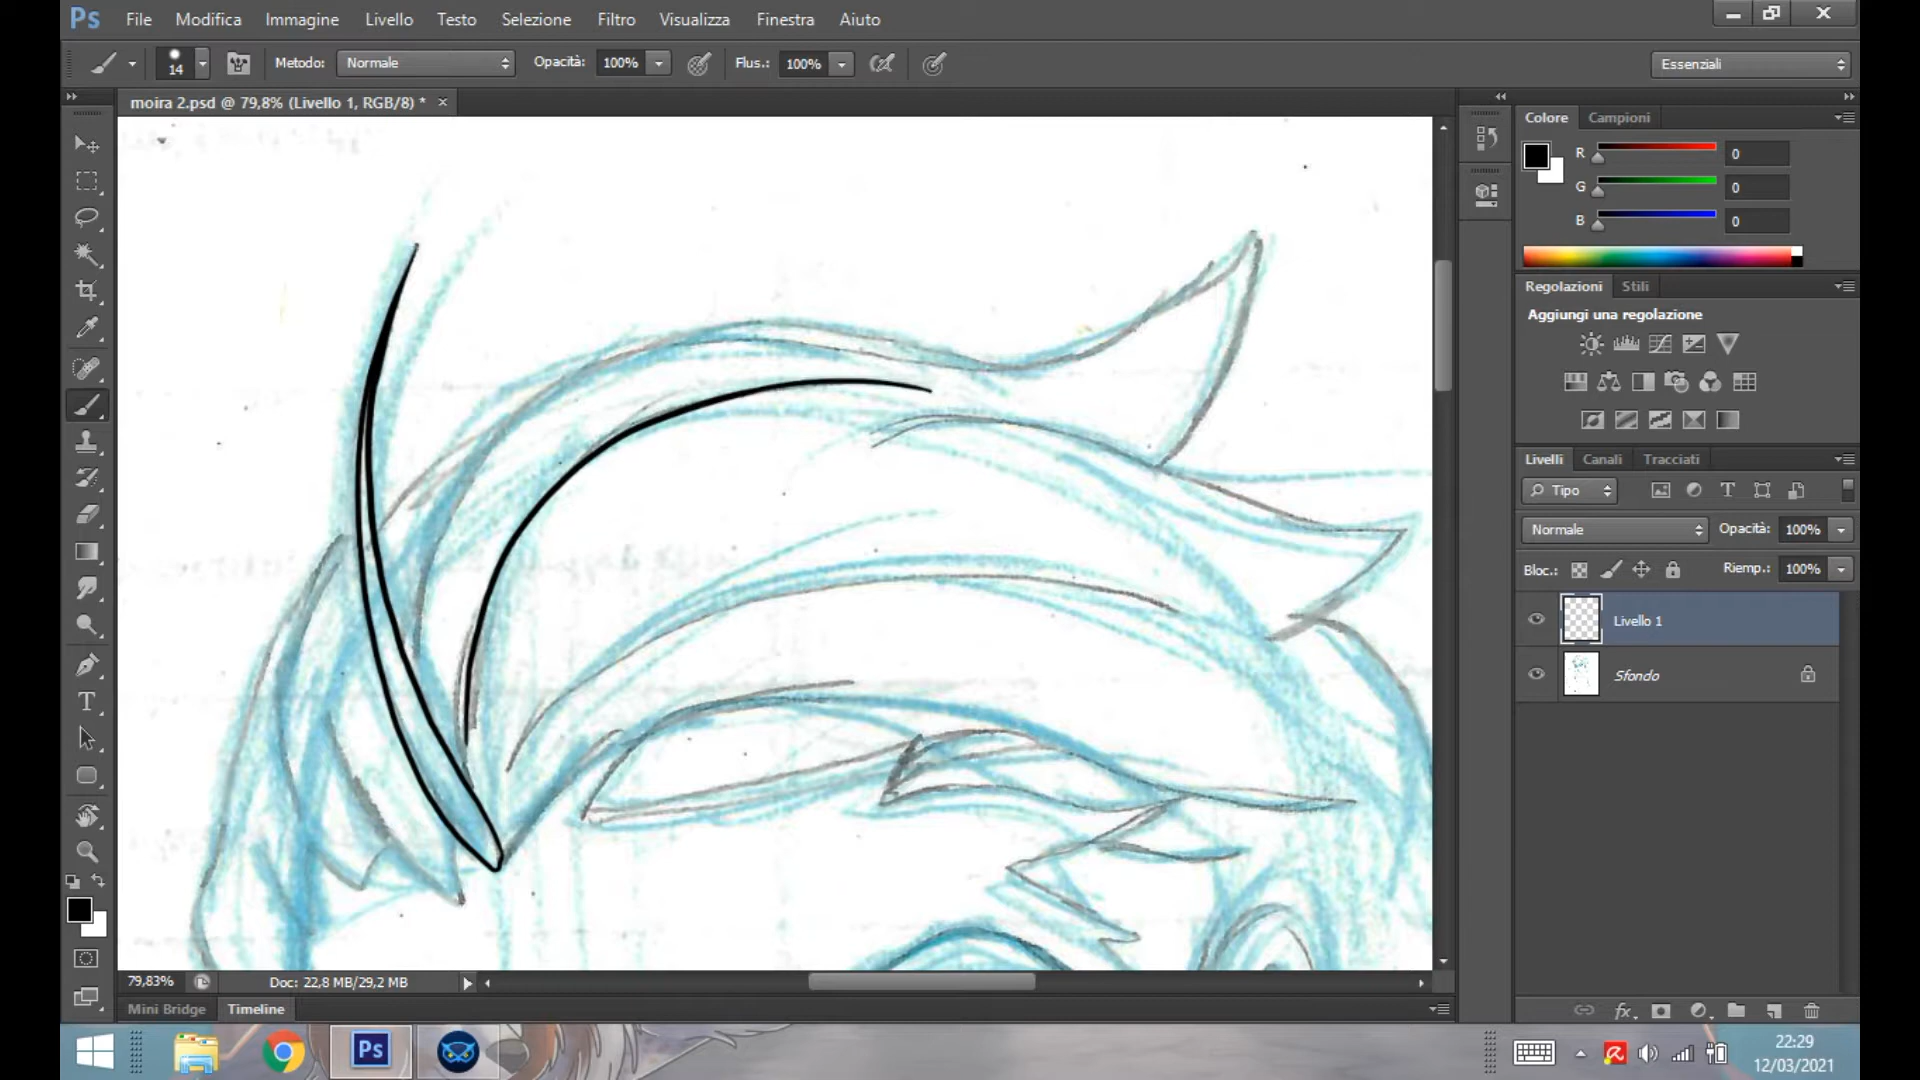 Ps File Modifica Immagine Livello Testo Selezione Filtro Visualizza Finestra Aiuto
14 Metodo: Normale Opacità: 100% Flus.: 100% Essenziali
moira 2.psd @ 79,8% (Livello 1, RGB/8) *
Colore Campioni
R 0
G 0
B 0
Regolazioni Stili
Aggiungi una regolazione
Livelli Canali Tracciati
Tipo
Normale Opacità: 100%
Bloc.: Riemp.: 100%
Livello 1
Sfondo
79,83% Doc: 22,8 MB/29,2 MB
Mini Bridge Timeline
Ps
22:29
12/03/2021